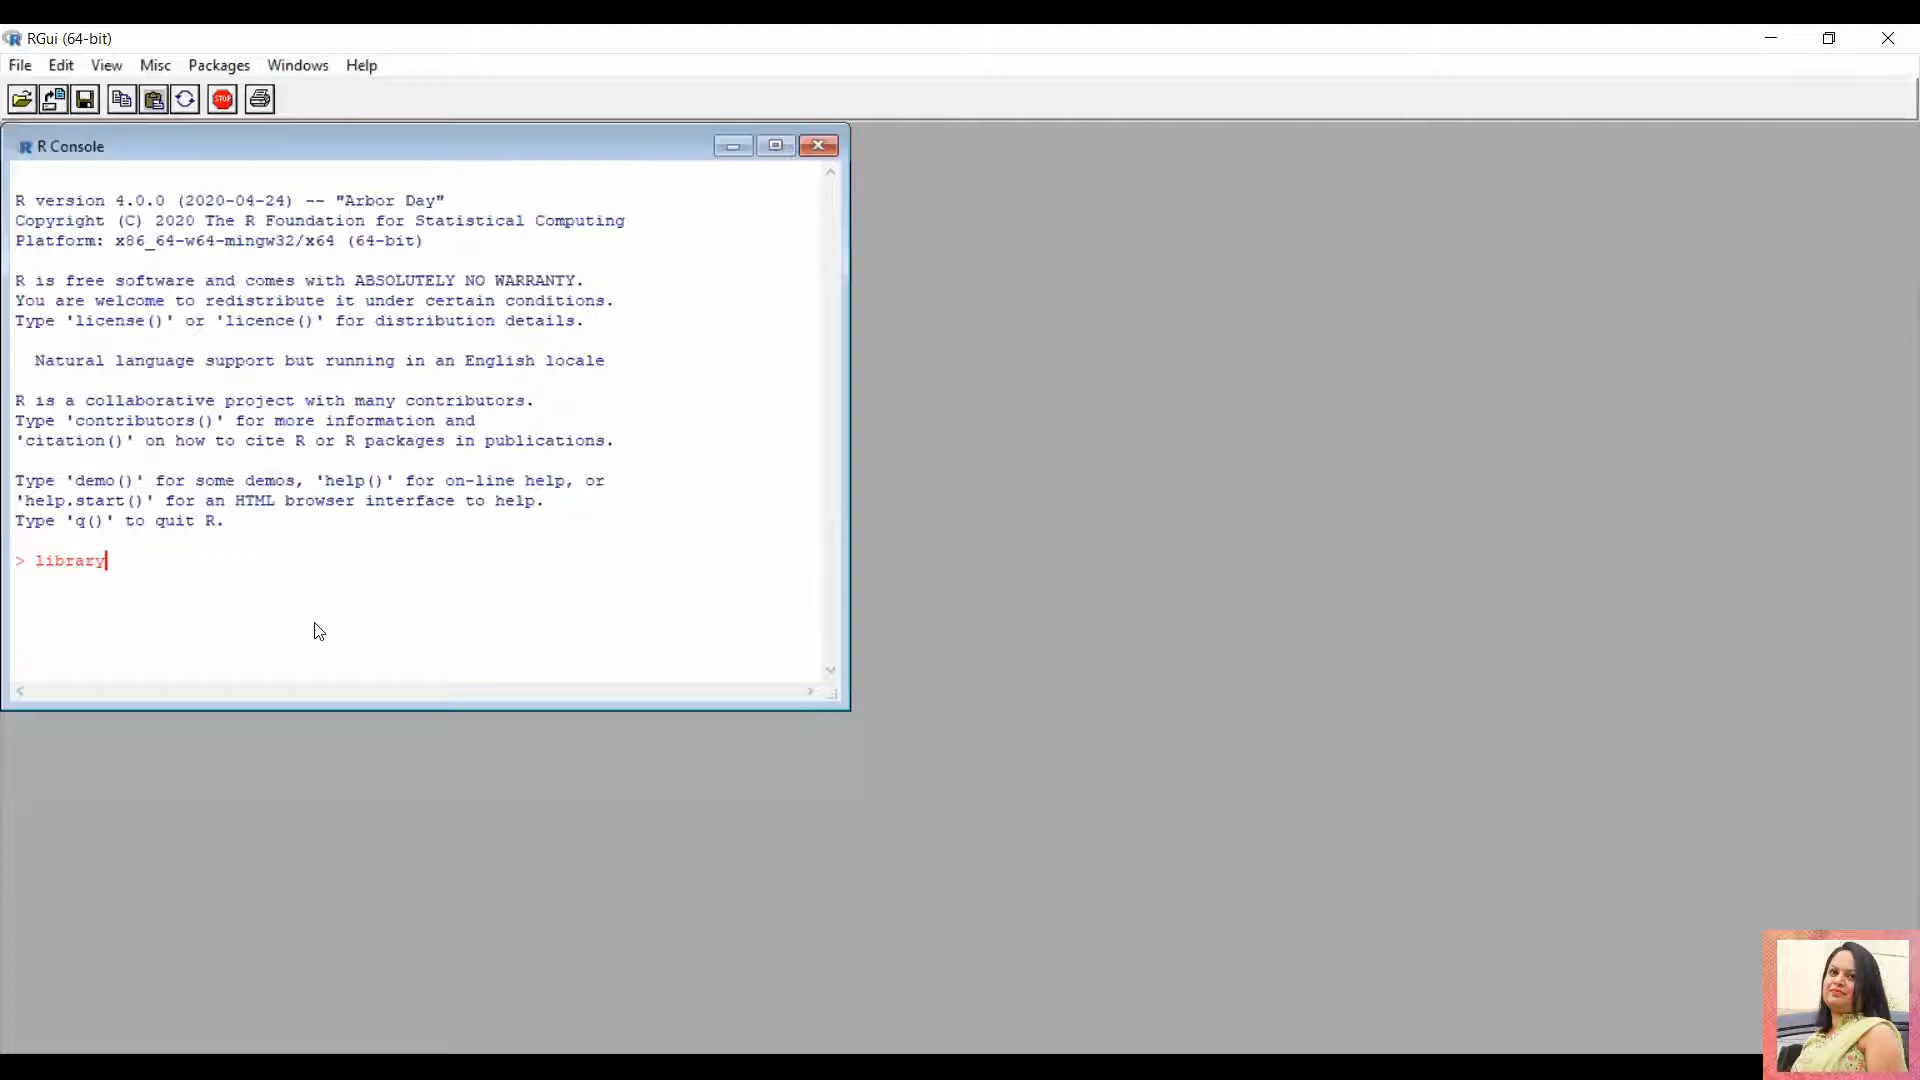 RGui (64-bit)
File Edit View Misc Packages Windows Help
STOP
R Console
R version 4.0.0 (2020-04-24) -- "Arbor Day"
Copyright (C) 2020 The R Foundation for Statistical Computing
Platform: x86_64-w64-mingw32/x64 (64-bit)
R is free software and comes with ABSOLUTELY NO WARRANTY.
You are welcome to redistribute it under certain conditions.
Type 'license()' or 'licence()' for distribution details.
Natural language support but running in an English locale
R is a collaborative project with many contributors.
Type 'contributors()' for more information and
'citation()' on how to cite R or R packages in publications.
Type 'demo()' for some demos, 'help()' for on-line help, or
'help.start()' for an HTML browser interface to help.
Type 'q()' to quit R.
> library